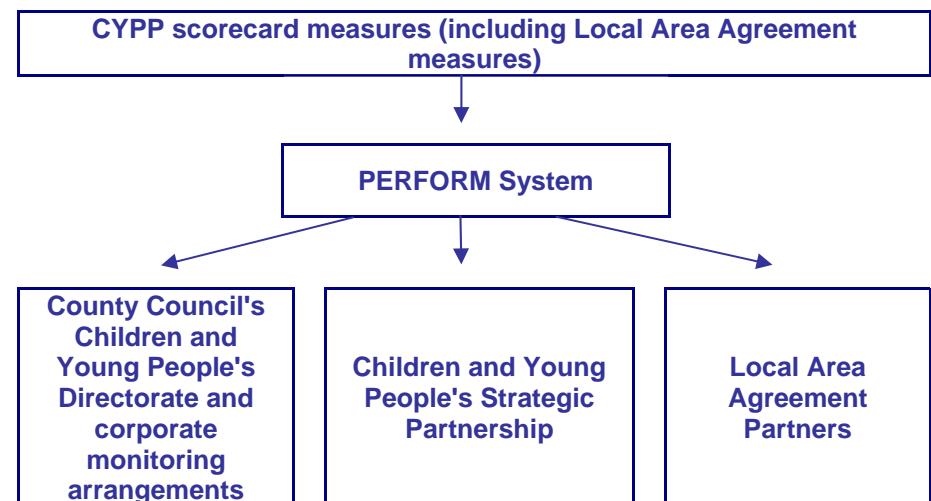 CYPP scorecard measures (including Local Area Agreement
measures)
PERFORM System
County Council's
Children and
Young People's
Directorate and
corporate
monitoring
arrangements
Children and Young
People's Strategic
Partnership
Local Area
Agreement
Partners